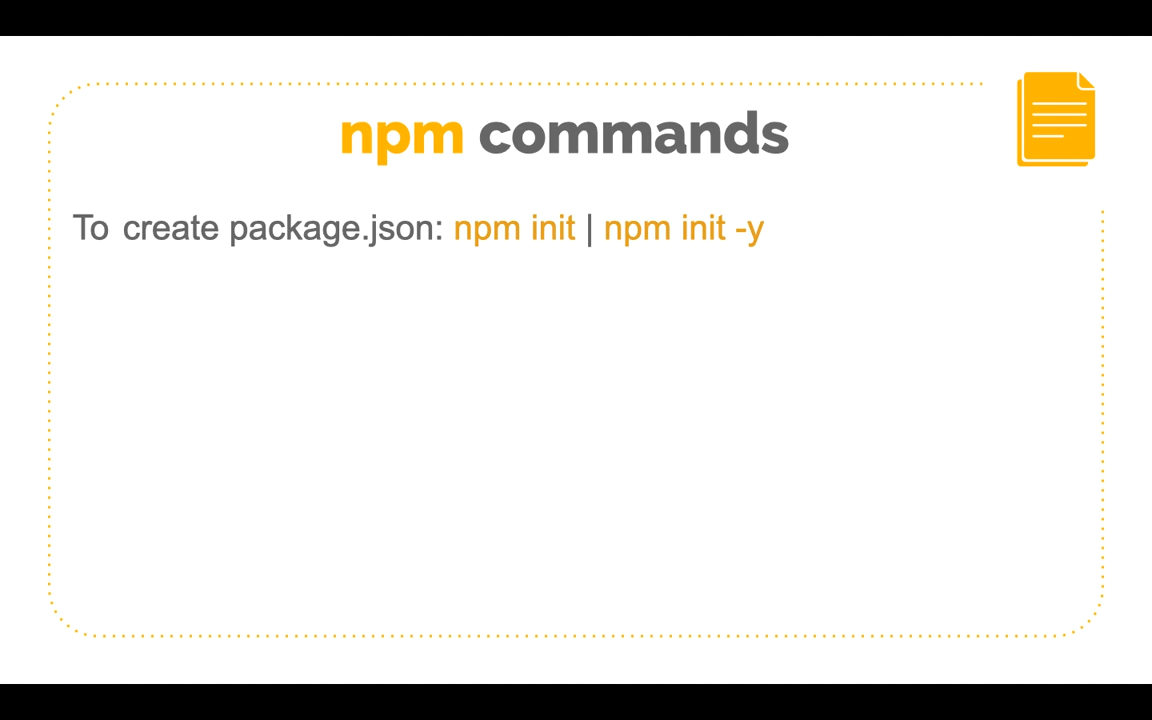 npm commands
To create package.json: npm init | npm init -y